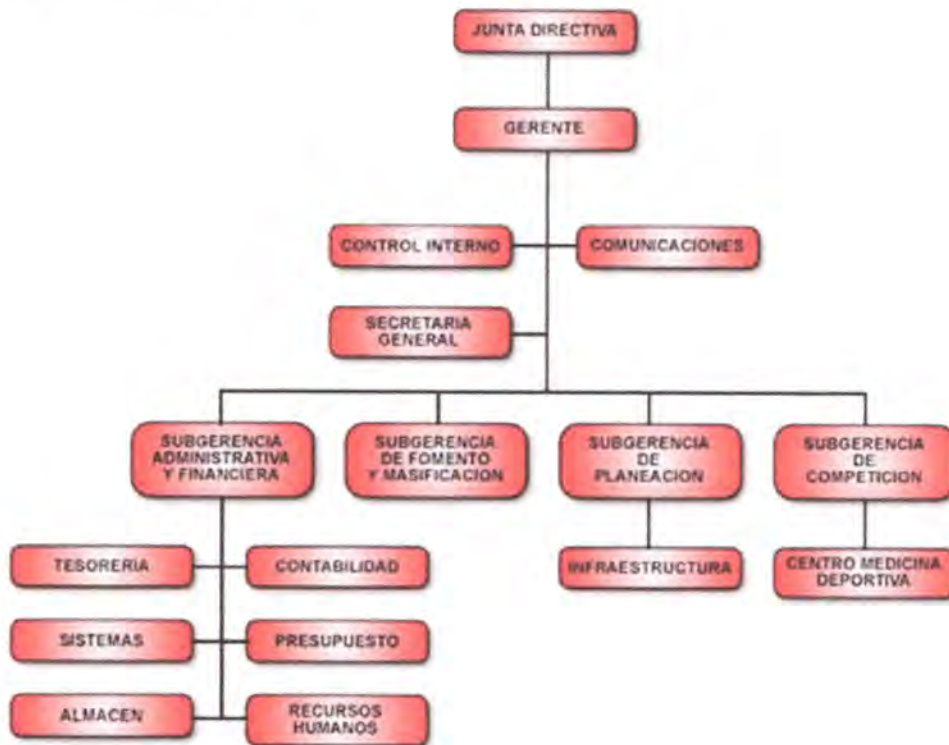 JUNTA DIRECTIVA
GERENTE
CONTROL INTERNO
COMUNICACIONES
SECRETARIA
GENERAL
SUBGERENCIA
ADMINISTRATIVA
Y FINANCIERA
SUBGERENCIA
DE FOMENTO
Y MASIFICACION
SUBGERENCIA
DE
PLANEACION
SUBGERENCIA
DE
COMPETICION
TESORERIA
CONTABILIDAD
INFRAESTRUCTURA
CENTRO MEDICINA
DEPORTIVA
SISTEMAS
PRESUPUESTO
ALMACEN
RECURSOS
HUMANOS